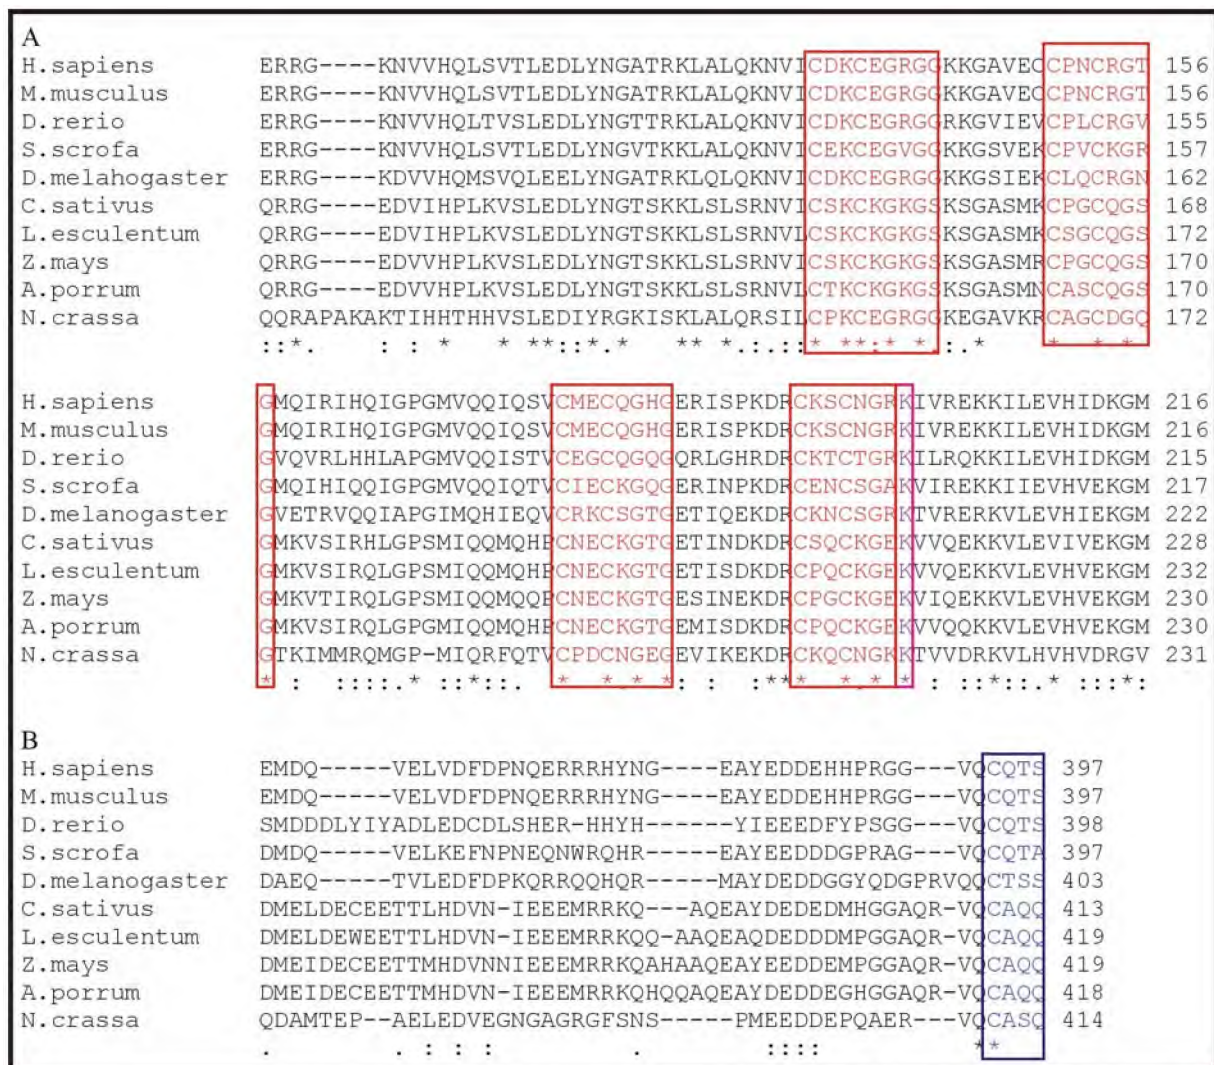 A
H.sapiens ERRG----KNVVHQLSVTLEDLYNGATRKLALQKNVICDKCEGRGGKKGAVECCPNCRGT 156
M.musculus ERRG----KNVVHQLSVTLEDLYNGATRKLALQKNVICDKCEGRGGKKGAVECCPNCRGT 156
D.rerio ERRG----KNVVHQLTVSLEDLYNGTTRKLALQKNVICDKCEGRGGRKGVIEVCPLCRGV 155
S.scrofa ERRG----KNVVHQLSVTLEDLYNGVTKKLALQKNVICEKCEGVGGKKGSVEKCPVCKGR 157
D.melahogaster ERRG----KDVVHQMSVQLEELYNGATRKLQLQKNVICDKCEGRGGKKGSIEKCLQCRGN 162
C.sativus QRRG----EDVIHPLKVSLEDLYNGTSKKLSLSRNVICSKCKGKGSKSGASMKCPGCQGS 168
L.esculentum QRRG----EDVIHPLKVSLEDLYNGTSKKLSLSRNVLCSKCKGKGSKSGASMKCSGCQGS 172
Z.mays QRRG----EDVVHPLKVSLEDLYNGTSKKLSLSRNVLCSKCKGKGSKSGASMRCPGCQGS 170
A.porrum QRRG----EDVVHPLKVSLEDLYNGTSKKLSLSRNVLCTKCKGKGSKSGASMNCASCQGS 170
N.crassa QQRAPAKAKTIHHTHHVSLEDIYRGKISKLALQRSILCPKCEGRGGKEGAVKRCAGCDGQ 172
::*. : : * * **::*.* ** *.:.::* **:* *.:.* * * *
H.sapiens GMQIRIHQIGPGMVQQIQSVCMECQGHGERISPKDRCKSCNGRKIVREKKILEVHIDKGM 216
M.musculus GMQIRIHQIGPGMVQQIQSVCMECQGHGERISPKDRCKSCNGRKIVREKKILEVHIDKGM 216
D.rerio GVQVRLHHLAPGMVQQISTVCEGCQGQGQRLGHRDRCKTCTGRKILRQKKILEVHIDKGM 215
S.scrofa GMQIHIQQIGPGMVQQIQTVCIECKGQGERINPKDRCENCSGAKVIREKKIIEVHVEKGM 217
D.melanogaster GVETRVQQIAPGIMQHIEQVCRKCSGTGETIQEKDRCKNCSGRKTVRERKVLEVHIEKGM 222
C.sativus GMKVSIRHLGPSMIQQMQHPCNECKGTGETINDKDRCSQCKGEKVVQEKKVLEVIVEKGM 228
L.esculentum GMKVSIRQLGPSMIQQMQHPCNECKGTGETISDKDRCPQCKGEKVVQEKKVLEVHVEKGM 232
Z.mays GMKVTIRQLGPSMIQQMQQPCNECKGTGESINEKDRCPGCKGEKVIQEKKVLEVHVEKGM 230
A.porrum GMKVSIRQLGPGMIQQMQHPCNECKGTGEMISDKDRCPQCKGEKVVQQKKVLEVHVEKGM 230
N.crassa GTKIMMRQMGP-MIQRFQTVCPDCNGEGEVIKEKDRCKQCNGKKTVVDRKVLHVHVDRGV 231
* : ::::.* :*::. * *.* *: : :*** *.* * : ::*::.* :::*:
B
H.sapiens EMDQ-----VELVDFDPNQERRRHYNG----EAYEDDEHHPRGG---VQCQTS 397
M.musculus EMDQ-----VELVDFDPNQERRRHYNG----EAYEDDEHHPRGG---VQCQTS 397
D.rerio SMDDDLYIYADLEDCDLSHER-HHYH------YIEEEDFYPSGG---VQCQTS 398
S.scrofa DMDQ-----VELKEFNPNEQNWRQHR-----EAYEEDDDGPRAG---VQCQTA 397
D.melanogaster DAEQ-----TVLEDFDPKQRRQQHQR-----MAYDEDDGGYQDGPRVQQCTSS 403
C.sativus DMELDECEETTLHDVN-IEEEMRRKQ---AQEAYDEDEDMHGGAQR-VQCAQQ 413
L.esculentum DMELDEWEETTLHDVN-IEEEMRRKQQ-AAQEAQDEDDDMPGGAQR-VQCAQQ 419
Z.mays DMEIDECEETTMHDVNNIEEEMRRKQAHAAQEAYEEDDEMPGGAQR-VQCAQQ 419
A.porrum DMEIDECEETTMHDVN-IEEEMRRKQHQQAQEAYDEDDEGHGGAQR-VQCAQQ 418
N.crassa QDAMTEP--AELEDVEGNGAGRGFSNS----PMEEDDEPQAER---VQCASQ 414
. . : : : . :::: **